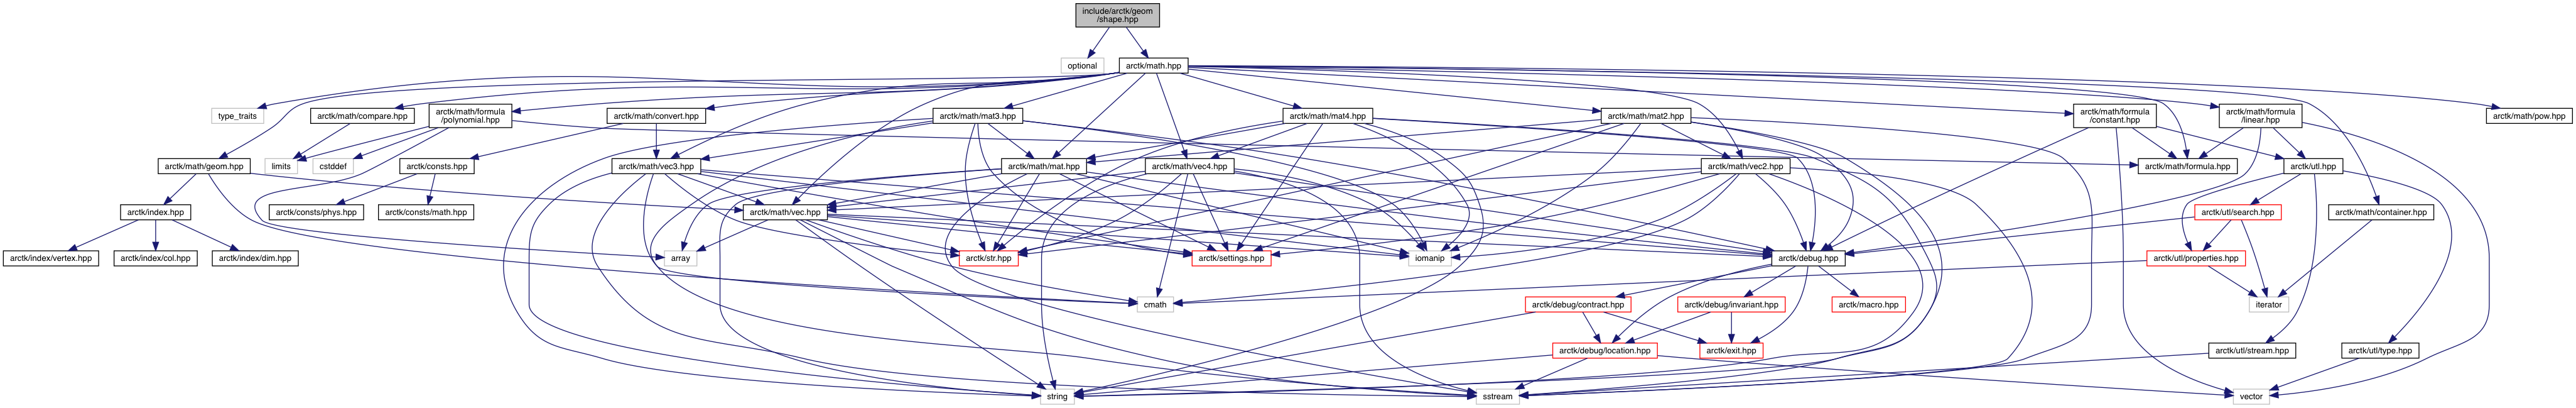 include/arctk/geom
/shape.hpp
optional
arctk/math.hpp
type_traits
arctk/math/compare.hpp
arctk/math/formula
/polynomial.hpp
arctk/math/convert.hpp
arctk/math/mat3.hpp
arctk/math/mat4.hpp
arctk/math/mat2.hpp
arctk/math/formula
/constant.hpp
arctk/math/formula
/linear.hpp
arctk/math/pow.hpp
arctk/math/geom.hpp
limits
cstddef
arctk/consts.hpp
arctk/math/vec3.hpp
arctk/math/mat.hpp
arctk/math/vec4.hpp
arctk/math/vec2.hpp
arctk/math/formula.hpp
arctk/utl.hpp
arctk/index.hpp
arctk/consts/phys.hpp
arctk/consts/math.hpp
arctk/math/vec.hpp
arctk/utl/search.hpp
arctk/math/container.hpp
arctk/index/vertex.hpp
arctk/index/col.hpp
arctk/index/dim.hpp
array
arctk/str.hpp
arctk/settings.hpp
iomanip
arctk/debug.hpp
arctk/utl/properties.hpp
cmath
arctk/debug/contract.hpp
arctk/debug/invariant.hpp
arctk/macro.hpp
iterator
arctk/debug/location.hpp
arctk/exit.hpp
arctk/utl/stream.hpp
arctk/utl/type.hpp
string
sstream
vector